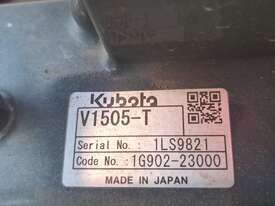 Kubota
V1505-T
Serial No. : 1LS9821
Code No. : 1G902-23000
MADE IN JAPAN